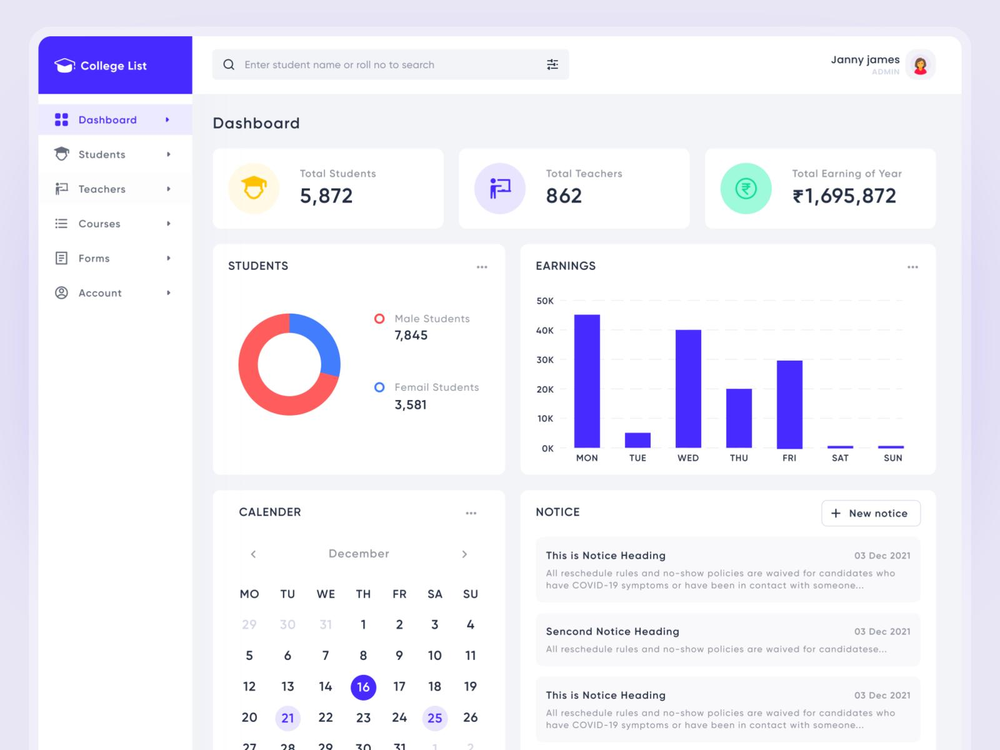 College List
Enter student name or roll no to search
Janny james
ADMIN
Dashboard
Students
Teachers
Courses
Forms
Account
Dashboard
Total Students
5,872
Total Teachers
862
Total Earning of Year
₹1,695,872
STUDENTS
Male Students
7,845
Femail Students
3,581
EARNINGS
50K
40K
30K
20K
10K
0K
MON TUE WED THU FRI SAT SUN
CALENDER
December
MO TU WE TH FR SA SU
29 30 31 1 2 3 4
5 6 7 8 9 10 11
12 13 14 16 17 18 19
20 21 22 23 24 25 26
27 28 29 30 31 1 2
NOTICE
New notice
This is Notice Heading 03 Dec 2021
All reschedule rules and no-show policies are waived for candidates who
have COVID-19 symptoms or have been in contact with someone...
Sencond Notice Heading 03 Dec 2021
All reschedule rules and no-show policies are waived for candidatese...
This is Notice Heading 03 Dec 2021
All reschedule rules and no-show policies are waived for candidates who
have COVID-19 symptoms or have been in contact with someone...